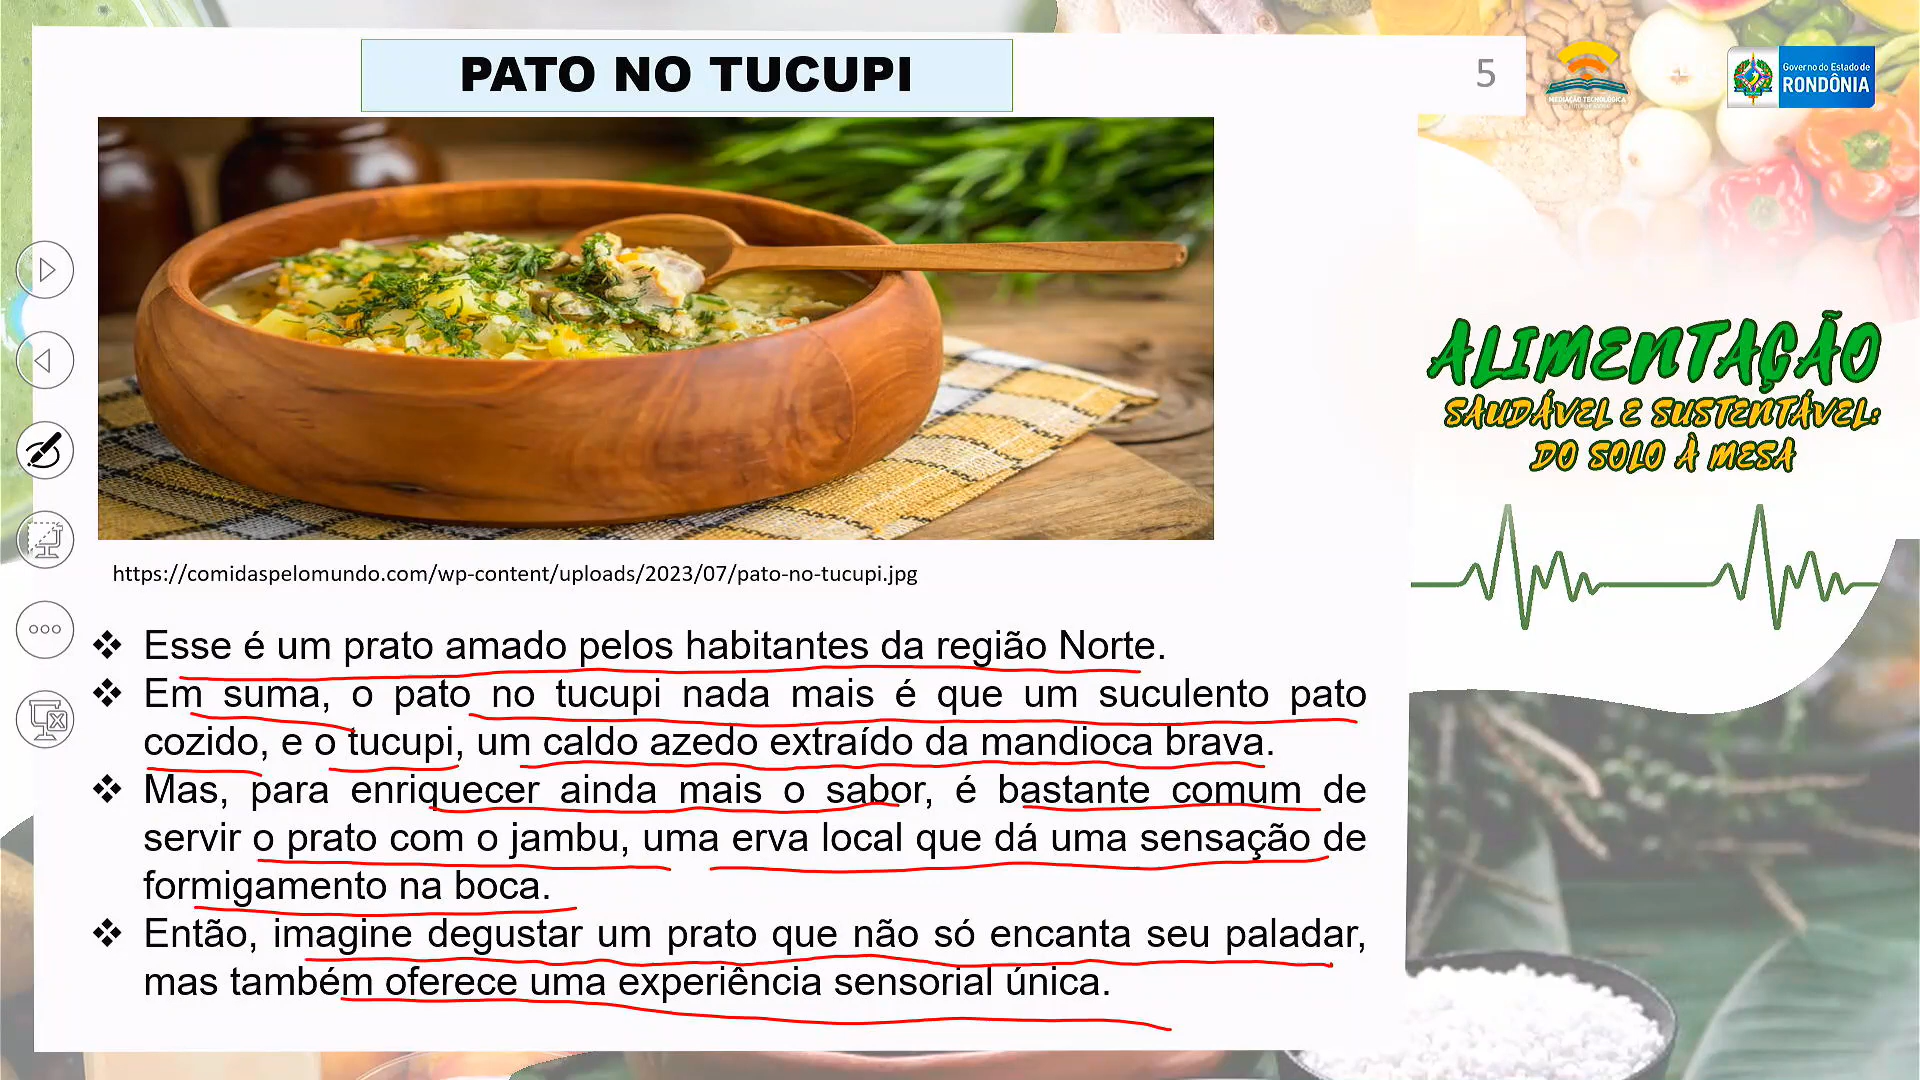 PATO NO TUCUPI
5
MEDIAÇÃO TECNOLÓGICA
Governo do Estado de
RONDÔNIA
ALIMENTAÇÃO
SAUDÁVEL E SUSTENTÁVEL:
DO SOLO À MESA
https://comidaspelomundo.com/wp-content/uploads/2023/07/pato-no-tucupi.jpg
❖ Esse é um prato amado pelos habitantes da região Norte.
❖ Em suma, o pato no tucupi nada mais é que um suculento pato
cozido, e o tucupi, um caldo azedo extraído da mandioca brava.
❖ Mas, para enriquecer ainda mais o sabor, é bastante comum de
servir o prato com o jambu, uma erva local que dá uma sensação de
formigamento na boca.
❖ Então, imagine degustar um prato que não só encanta seu paladar,
mas também oferece uma experiência sensorial única.